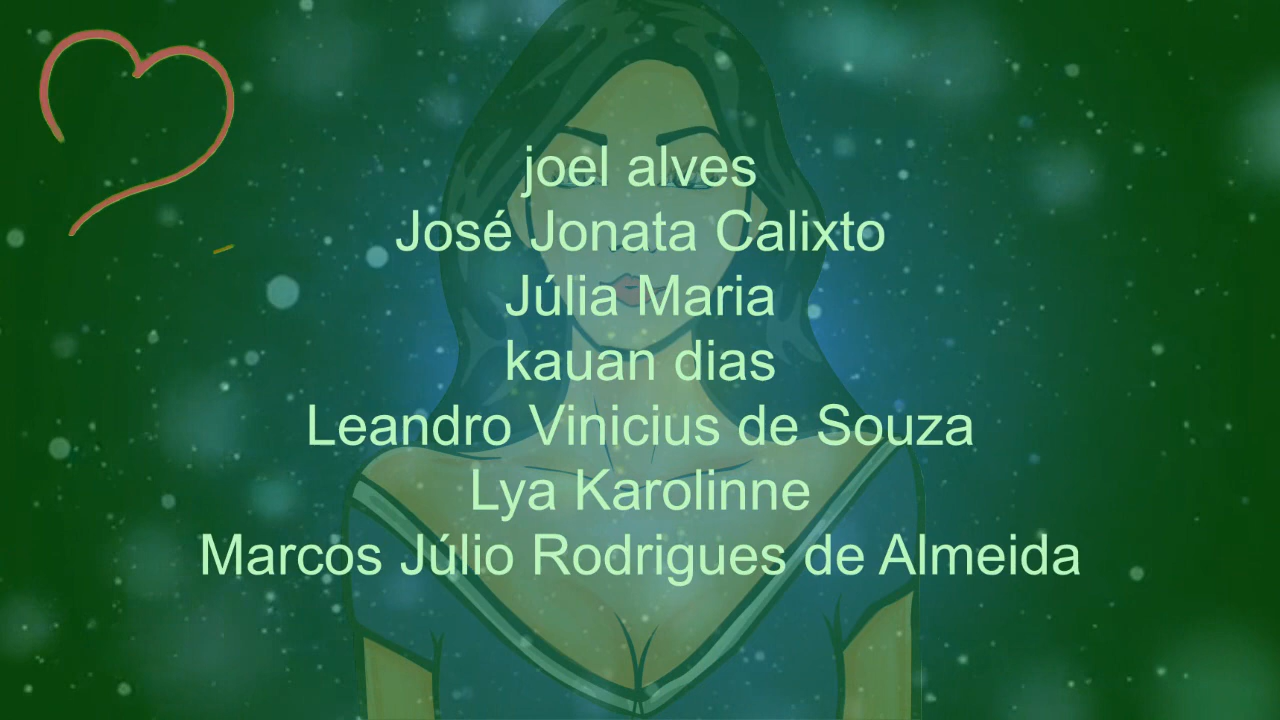 joel alves
José Jonata Calixto
Júlia Maria
kauan dias
Leandro Vinicius de Souza
Lya Karolinne
Marcos Júlio Rodrigues de Almeida